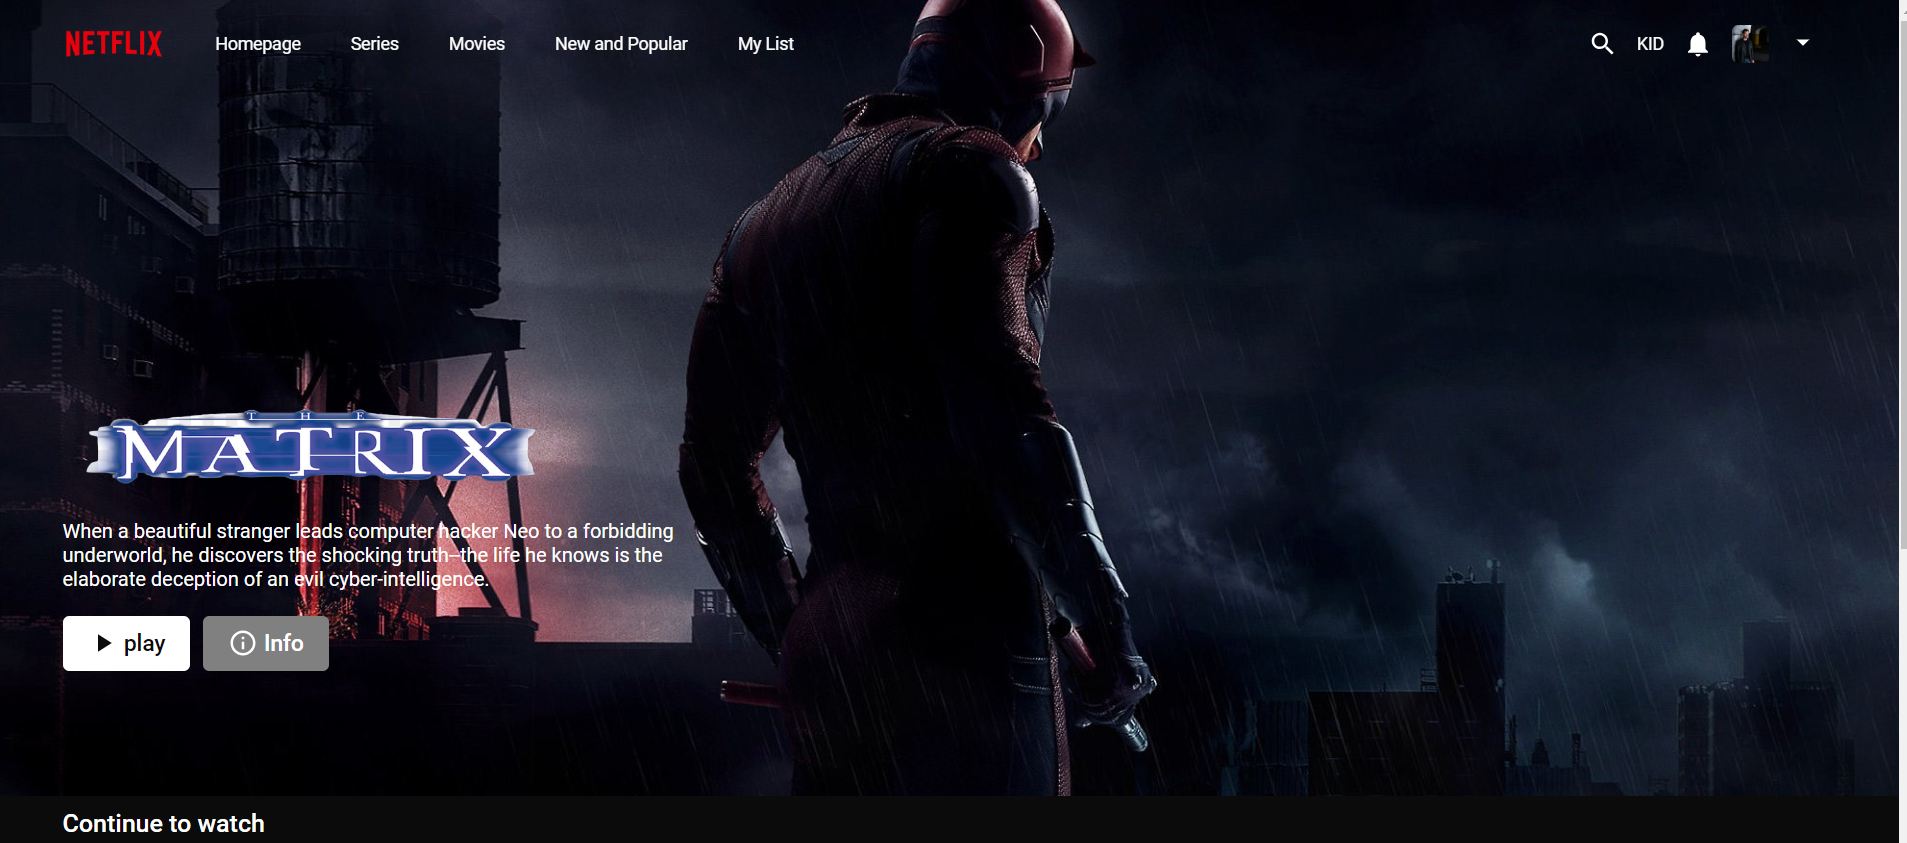 NETFLIX Homepage Series Movies New and Popular My List KID
THE
MATRIX
When a beautiful stranger leads computer hacker Neo to a forbidding
underworld, he discovers the shocking truth--the life he knows is the
elaborate deception of an evil cyber-intelligence.
play Info
Continue to watch